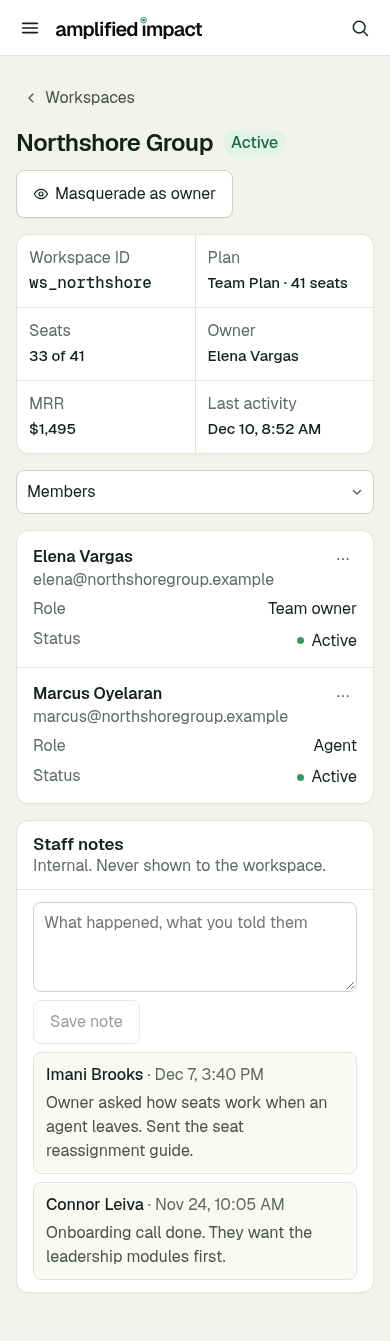 amplified impact
Workspaces
Northshore Group Active
Masquerade as owner
Workspace ID
ws_northshore
Plan
Team Plan · 41 seats
Seats
33 of 41
Owner
Elena Vargas
MRR
$1,495
Last activity
Dec 10, 8:52 AM
Members
Elena Vargas ...
elena@northshoregroup.example
Role Team owner
Status Active
Marcus Oyelaran ...
marcus@northshoregroup.example
Role Agent
Status Active
Staff notes
Internal. Never shown to the workspace.
What happened, what you told them
Save note
Imani Brooks · Dec 7, 3:40 PM
Owner asked how seats work when an
agent leaves. Sent the seat
reassignment guide.
Connor Leiva · Nov 24, 10:05 AM
Onboarding call done. They want the
leadership modules first.